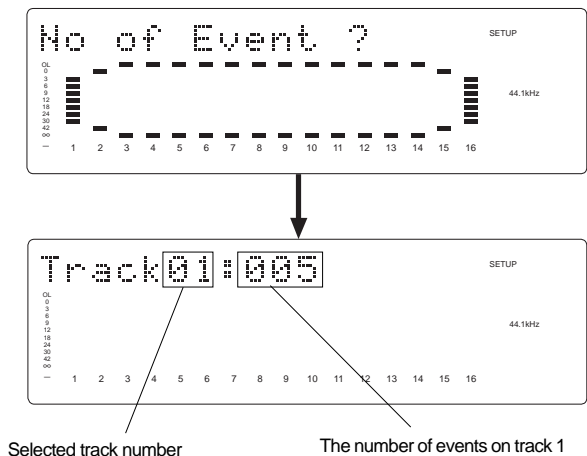 No of Event ?
SETUP
OL
0
3
6
9
12
18
24
30
42
∞
—
44.1kHz
1 2 3 4 5 6 7 8 9 10 11 12 13 14 15 16
Track01:005
SETUP
OL
0
3
6
9
12
18
24
30
42
∞
—
44.1kHz
1 2 3 4 5 6 7 8 9 10 11 12 13 14 15 16
Selected track number
The number of events on track 1